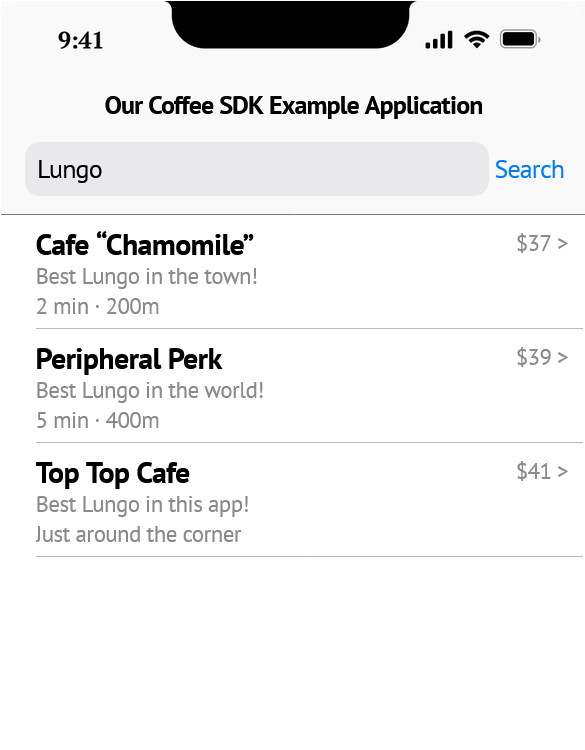 9:41
Our Coffee SDK Example Application
Lungo Search
Cafe “Chamomile” $37 >
Best Lungo in the town!
2 min · 200m
Peripheral Perk $39 >
Best Lungo in the world!
5 min · 400m
Top Top Cafe $41 >
Best Lungo in this app!
Just around the corner